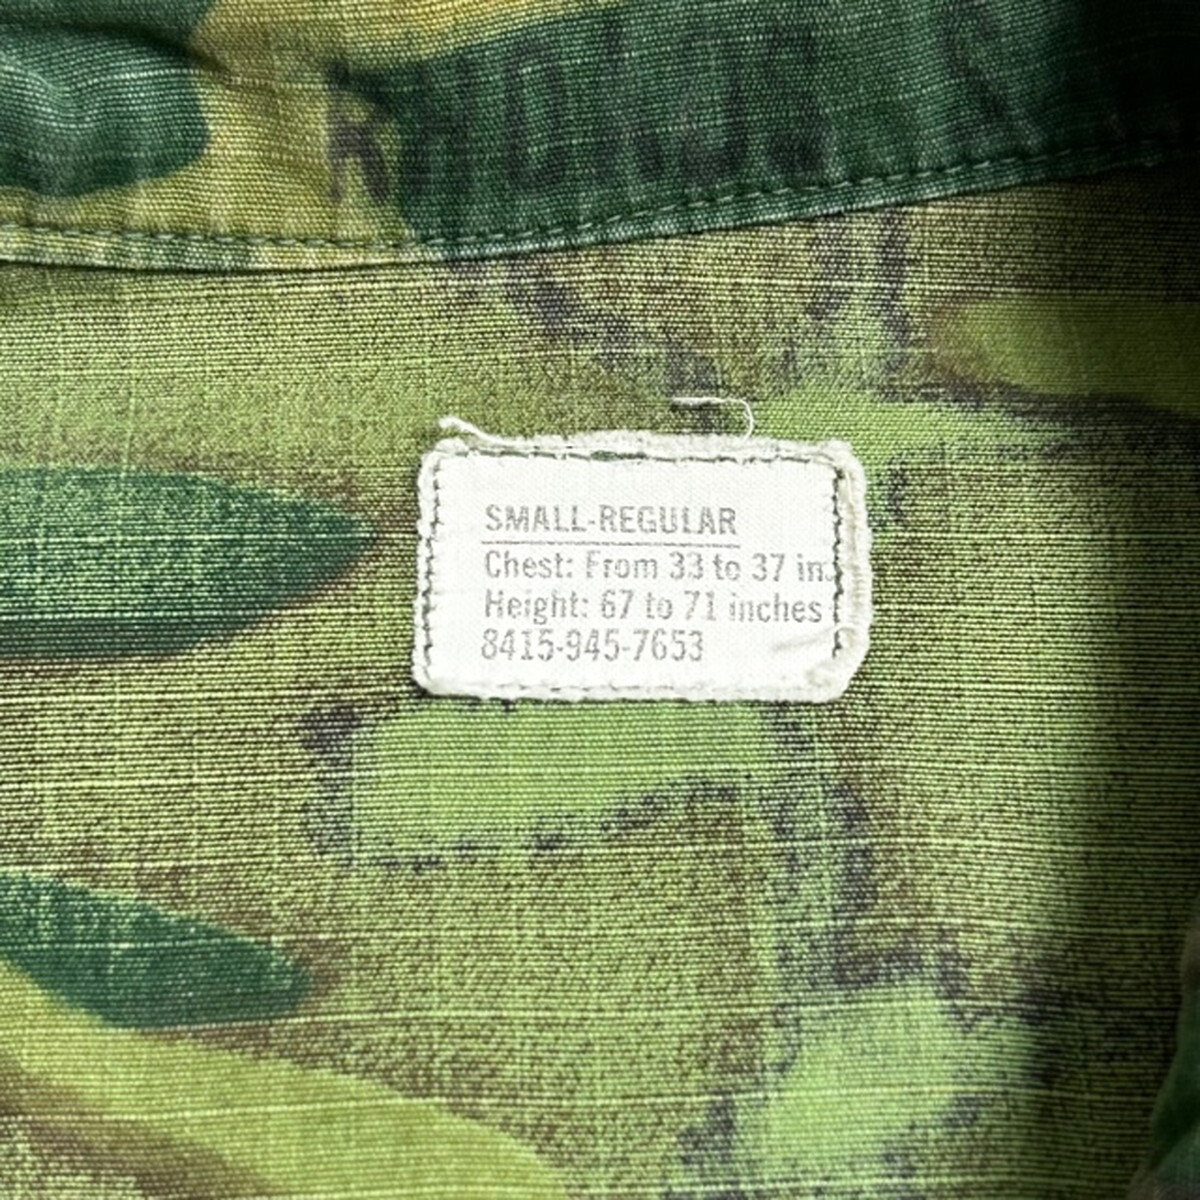 SMALL-REGULAR
Chest: From 33 to 37 in.
Height: 67 to 71 inches
8415-945-7653